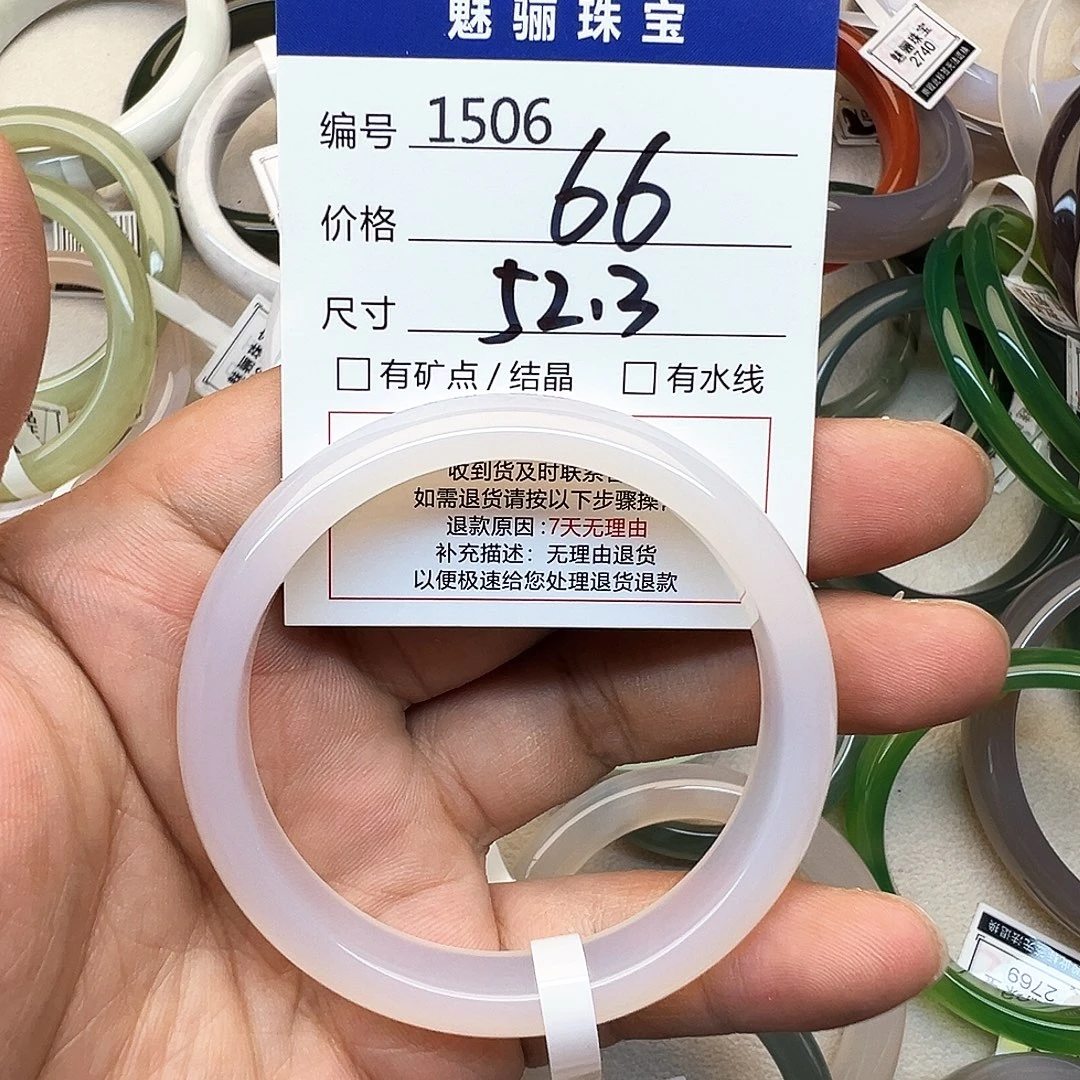 魅骊珠宝
编号 1506
价格 66
尺寸 52.3
□有矿点/结晶 □有水线
收到货及时联系
如需退货请按以下步骤操
退款原因:7天无理由
补充描述：无理由退货
以便极速给您处理退货退款
魅骊珠宝
2740
2769